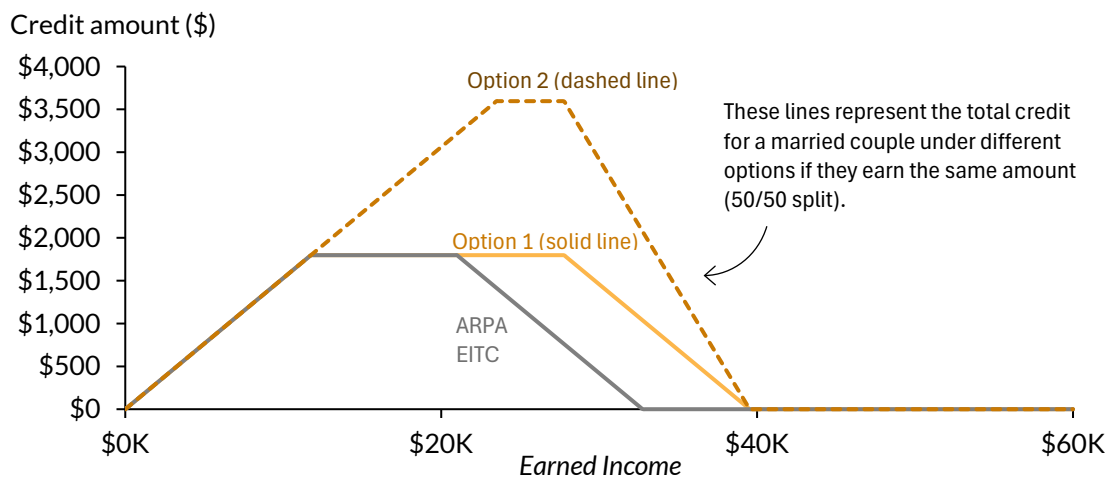 Credit amount ($)
$4,000
$3,500
$3,000
$2,500
$2,000
$1,500
$1,000
$500
$0
Option 2 (dashed line)
These lines represent the total credit
for a married couple under different
options if they earn the same amount
(50/50 split).
Option 1 (solid line)
ARPA
EITC
$0K
$20K
$40K
$60K
Earned Income